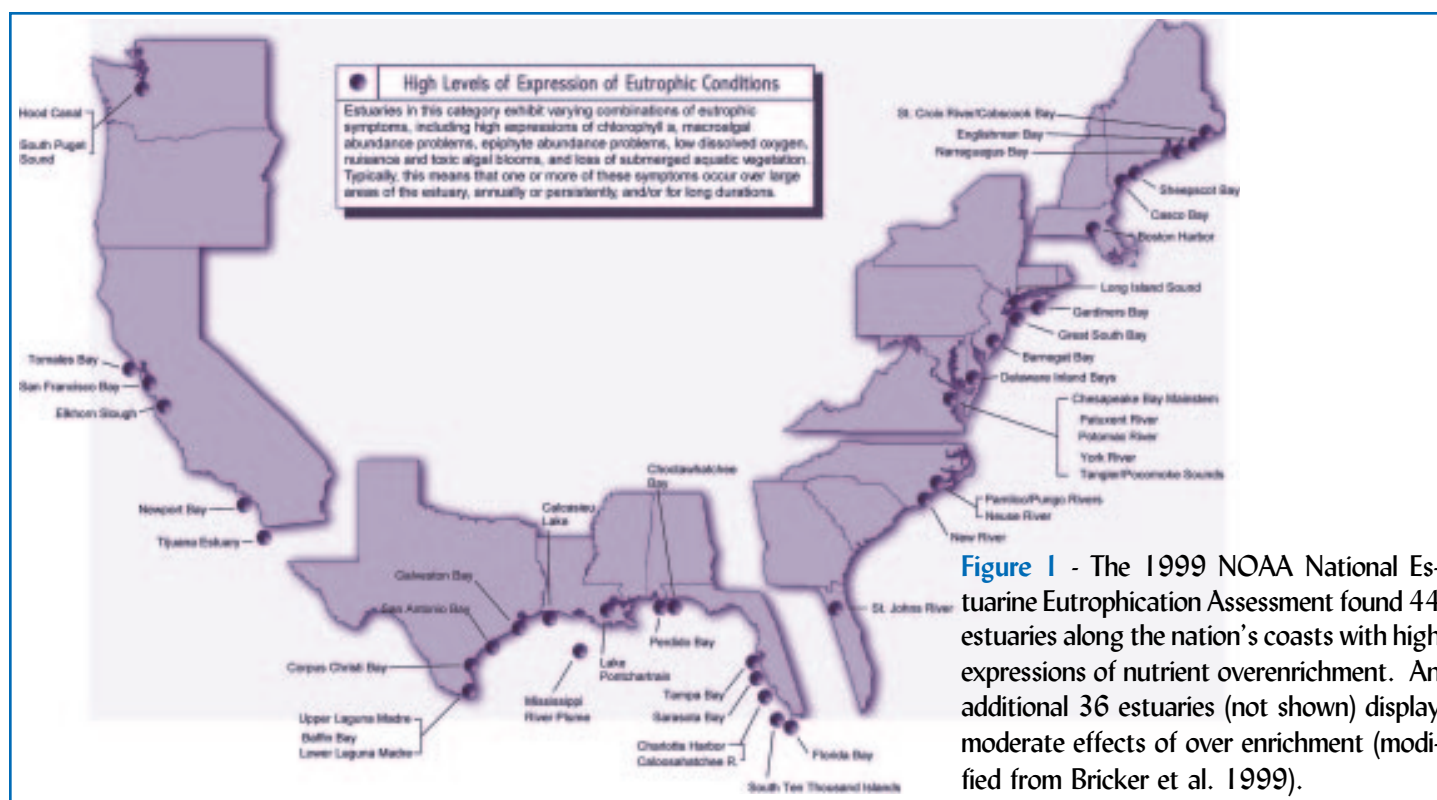 High Levels of Expression of Eutrophic Conditions
Estuaries in this category exhibit varying combinations of eutrophic
symptoms, including high expressions of chlorophyll a, macroalgal
abundance problems, epiphyte abundance problems, low dissolved oxygen,
nuisance and toxic algal blooms, and loss of submerged aquatic vegetation.
Typically, this means that one or more of these symptoms occur over large
areas of the estuary, annually or persistently, and/or for long durations.
Hood Canal
South Puget
Sound
Tomales Bay
San Francisco Bay
Elkhorn Slough
Newport Bay
Tijuana Estuary
St. Croix River/Cobscook Bay
Englishman Bay
Narraguagus Bay
Sheepscot Bay
Casco Bay
Boston Harbor
Long Island Sound
Gardiners Bay
Great South Bay
Barnegat Bay
Delaware Inland Bays
Chesapeake Bay Mainstem
Patuxent River
Potomac River
York River
Tangier/Pocomoke Sounds
Pamlico/Pungo Rivers
Neuse River
New River
St. Johns River
Choctawhatchee
Bay
Calcasieu
Lake
Galveston Bay
San Antonio Bay
Corpus Christi Bay
Upper Laguna Madre
Baffin Bay
Lower Laguna Madre
Mississippi
River Plume
Lake
Pontchartrain
Perdido Bay
Tampa Bay
Sarasota Bay
Charlotte Harbor
Caloosahatchee R.
South Ten Thousand Islands
Florida Bay
Figure 1 - The 1999 NOAA National Es-
tuarine Eutrophication Assessment found 44
estuaries along the nation's coasts with high
expressions of nutrient overenrichment. An
additional 36 estuaries (not shown) display
moderate effects of over enrichment (modi-
fied from Bricker et al. 1999).